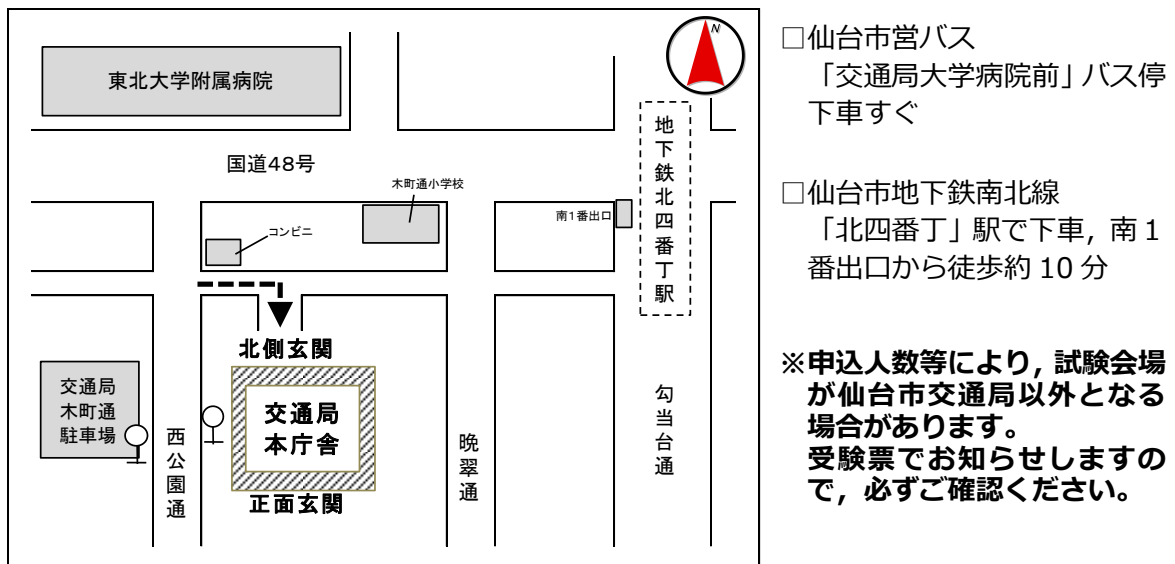 N
東北大学附属病院
国道48号
木町通小学校
コンビニ
南1番出口
地下鉄北四番丁駅
北側玄関
交通局
木町通
駐車場
交通局
本庁舎
正面玄関
西公園通
晩翠通
勾当台通
□仙台市営バス
「交通局大学病院前」バス停
下車すぐ
□仙台市地下鉄南北線
「北四番丁」駅で下車，南１
番出口から徒歩約 10 分
※申込人数等により，試験会場
が仙台市交通局以外となる
場合があります。
受験票でお知らせしますの
で，必ずご確認ください。